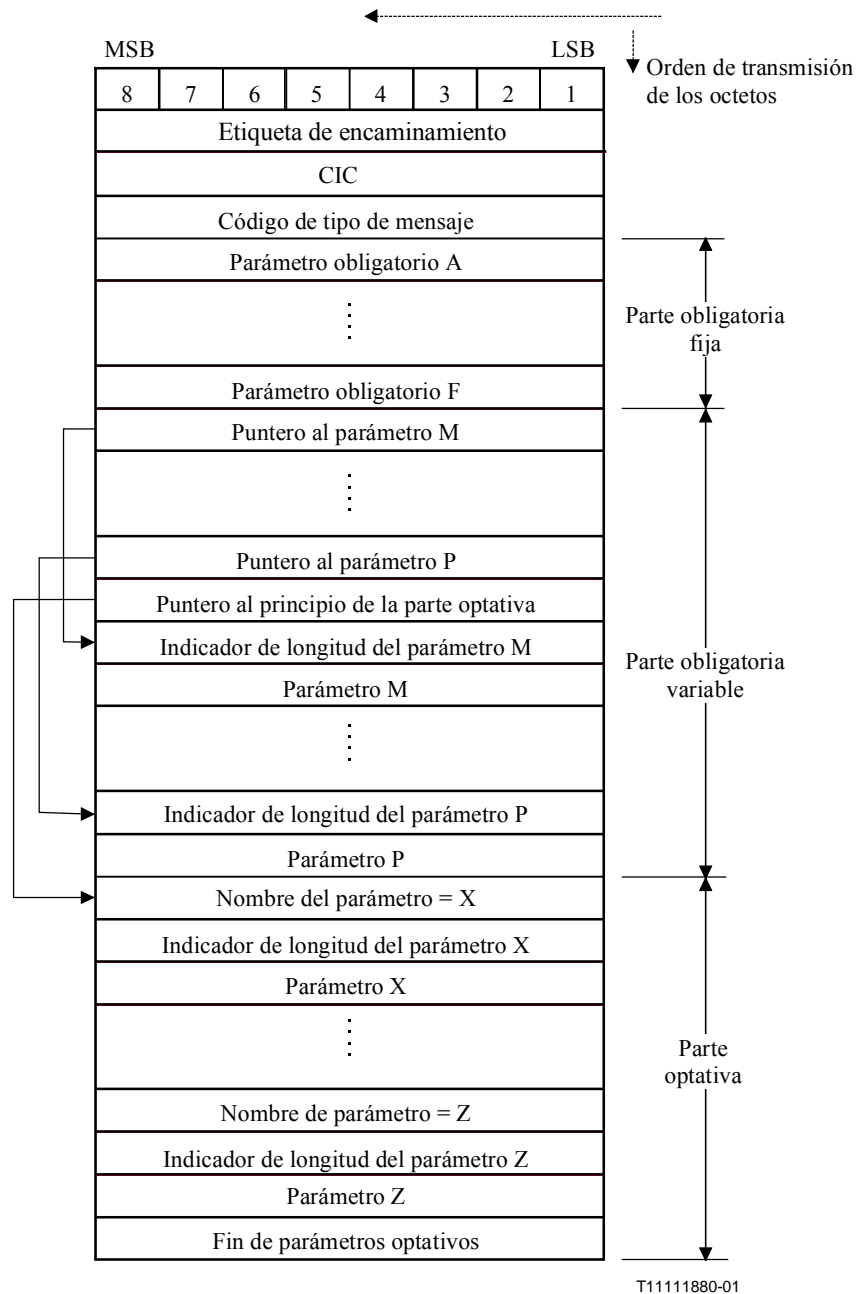 MSB
LSB
Orden de transmisión
de los octetos
8 7 6 5 4 3 2 1
Etiqueta de encaminamiento
CIC
Código de tipo de mensaje
Parámetro obligatorio A
Parte obligatoria
fija
Parámetro obligatorio F
Puntero al parámetro M
Puntero al parámetro P
Puntero al principio de la parte optativa
Indicador de longitud del parámetro M
Parámetro M
Parte obligatoria
variable
Indicador de longitud del parámetro P
Parámetro P
Nombre del parámetro = X
Indicador de longitud del parámetro X
Parámetro X
Parte
optativa
Nombre de parámetro = Z
Indicador de longitud del parámetro Z
Parámetro Z
Fin de parámetros optativos
T11111880-01